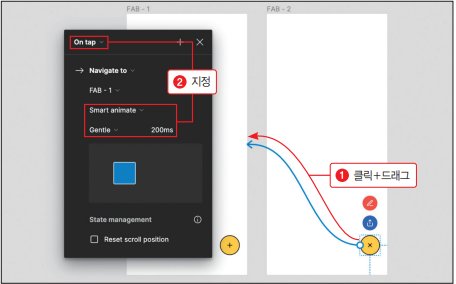 FAB - 1
FAB - 2
On tap
Navigate to
FAB - 1
Smart animate
Gentle
200ms
State management
Reset scroll position
2 지정
1 클릭+드래그